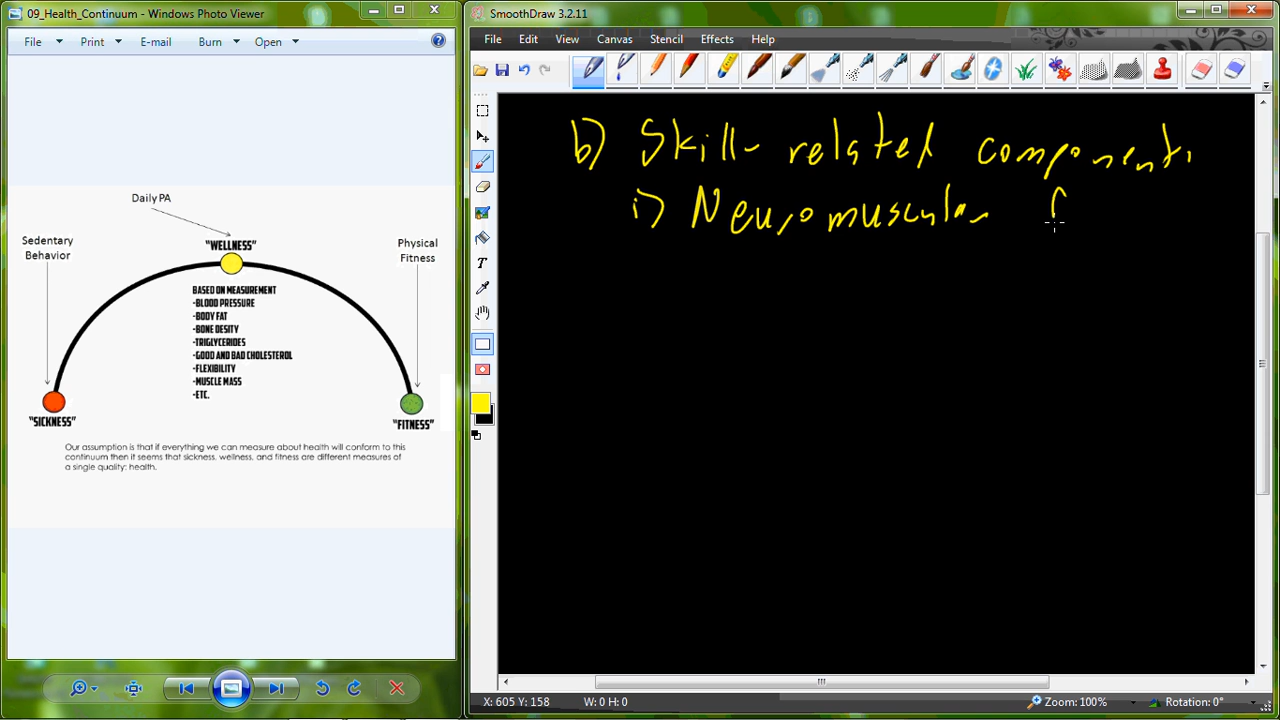 09_Health_Continuum - Windows Photo Viewer
File Print E-mail Burn Open
Daily PA
Sedentary
Behavior
"WELLNESS"
Physical
Fitness
BASED ON MEASUREMENT
-BLOOD PRESSURE
-BODY FAT
-BONE DESITY
-TRIGLYCERIDES
-GOOD AND BAD CHOLESTEROL
-FLEXIBILITY
-MUSCLE MASS
-ETC.
"SICKNESS"
"FITNESS"
Our assumption is that if everything we can measure about health will conform to this
continuum then it seems that sickness, wellness, and fitness are different measures of
a single quality: health.
SmoothDraw 3.2.11
File Edit View Canvas Stencil Effects Help
b) Skill-related component.
i) Neuromuscular f
X: 605 Y: 158 W: 0 H: 0 Zoom: 100% Rotation: 0°